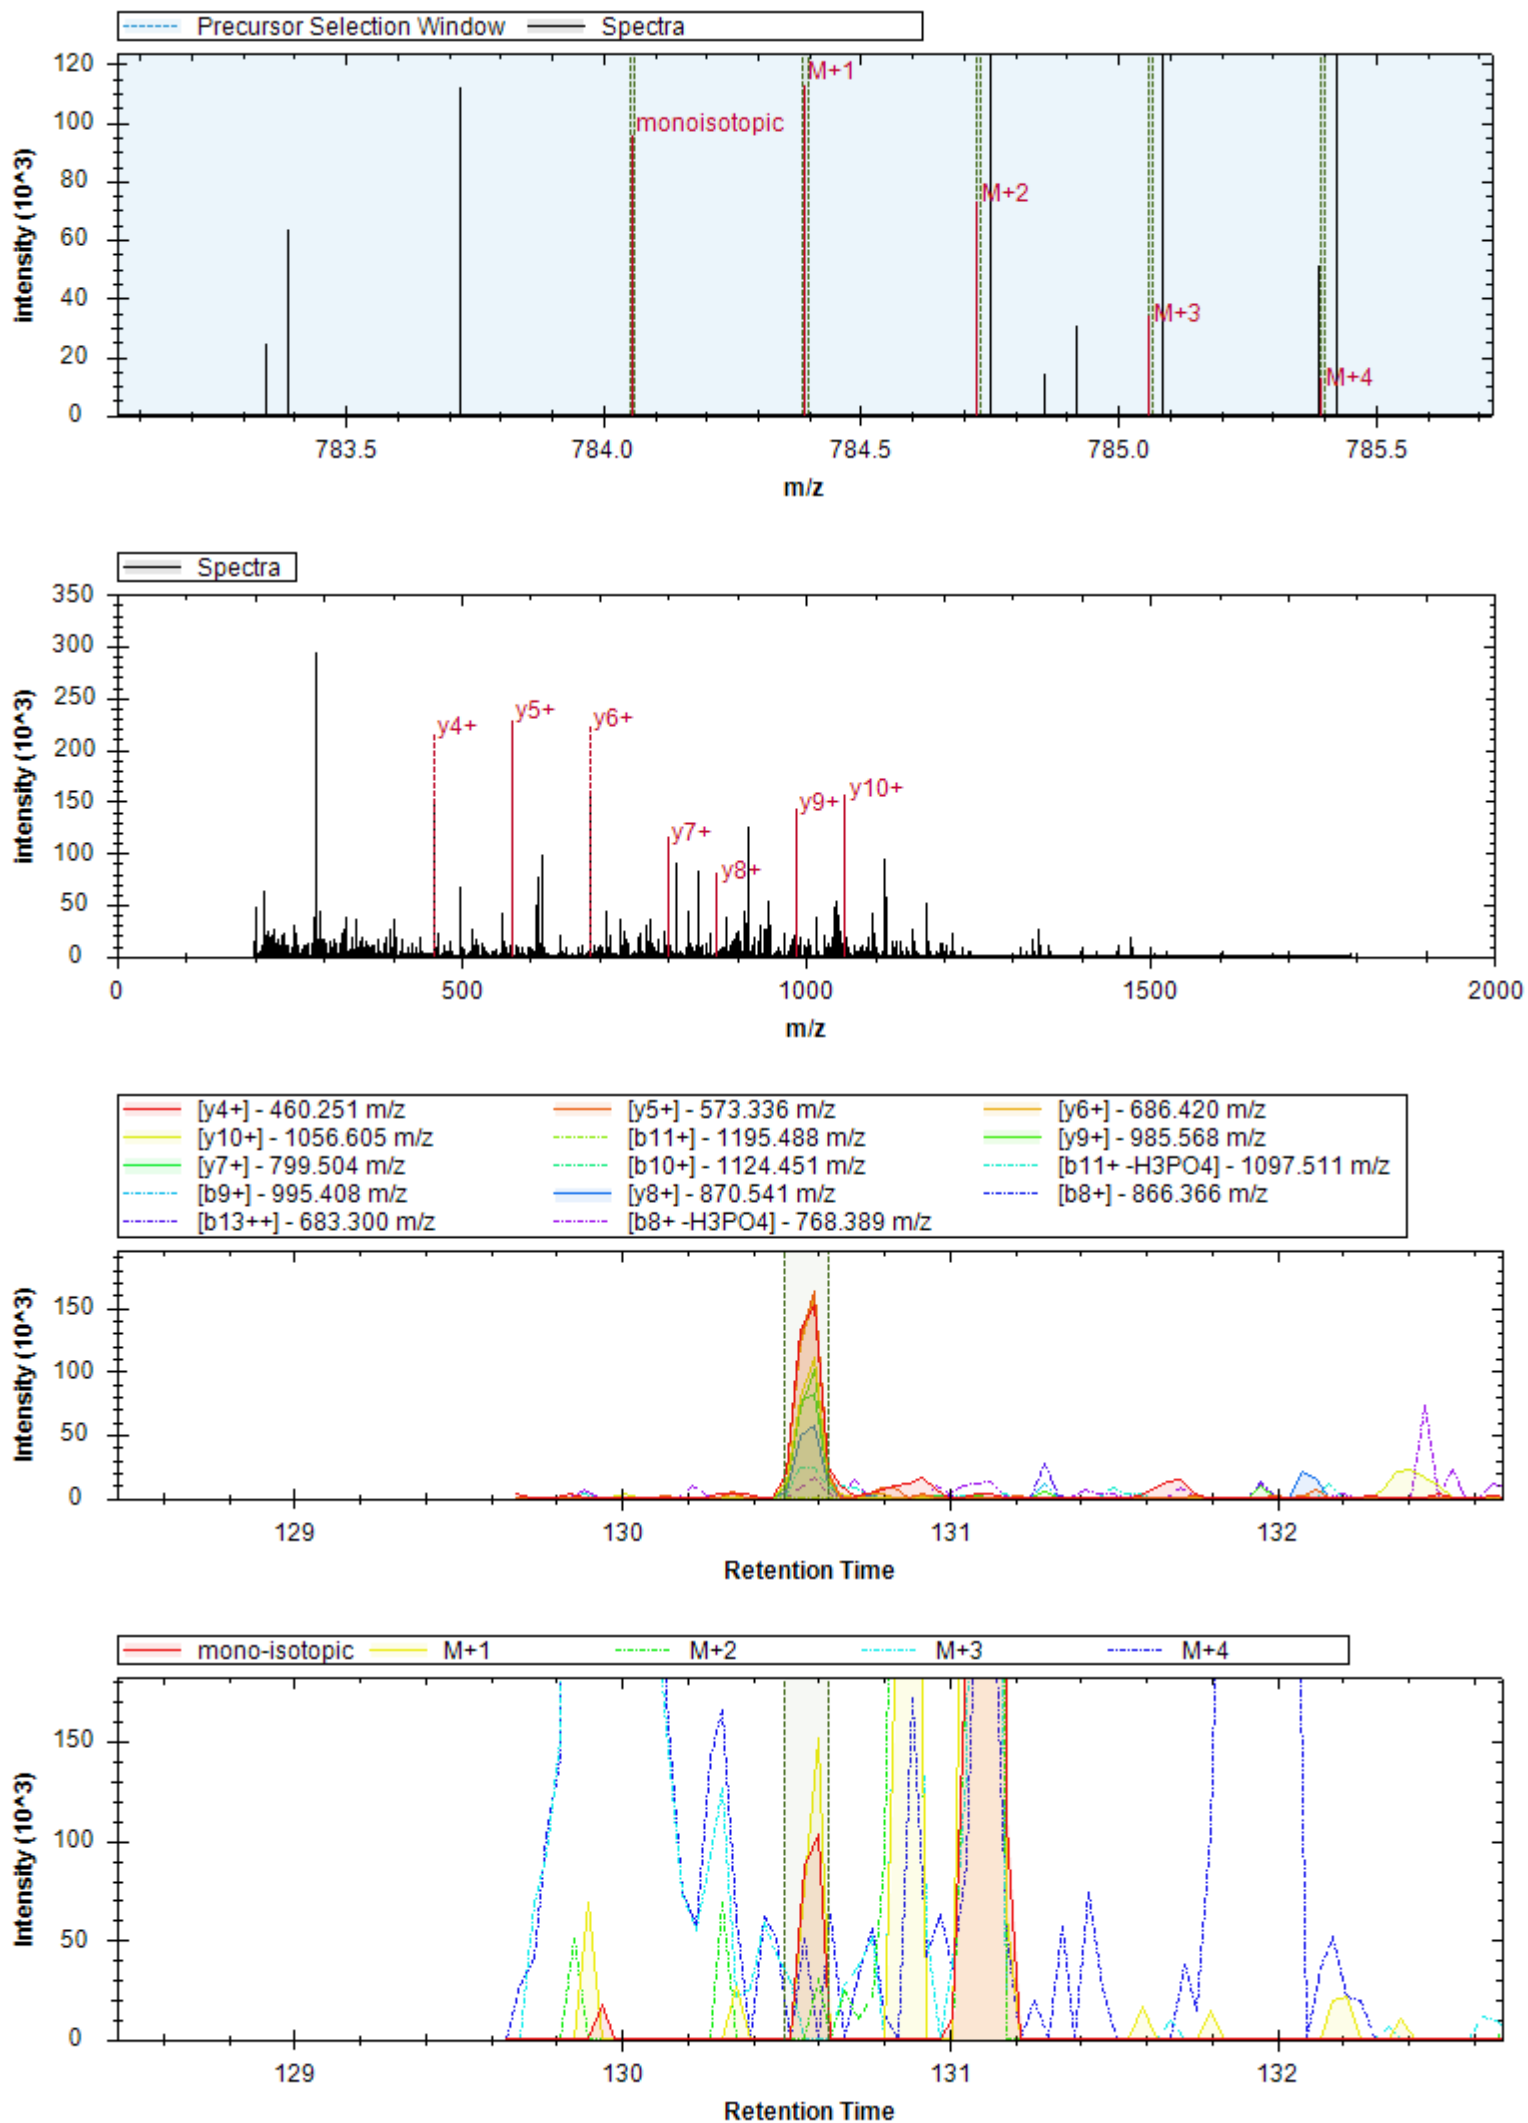 Precursor Selection Window Spectra
intensity (10^3)
120
100
80
60
40
20
0
monoisotopic
M+1
M+2
M+3
M+4
783.5 784.0 784.5 785.0 785.5
m/z
Spectra
intensity (10^3)
350
300
250
200
150
100
50
0
y4+
y5+
y6+
y7+
y8+
y9+
y10+
0 500 1000 1500 2000
m/z
[y4+] - 460.251 m/z [y5+] - 573.336 m/z [y6+] - 686.420 m/z
[y10+] - 1056.605 m/z [b11+] - 1195.488 m/z [y9+] - 985.568 m/z
[y7+] - 799.504 m/z [b10+] - 1124.451 m/z [b11+ -H3PO4] - 1097.511 m/z
[b9+] - 995.408 m/z [y8+] - 870.541 m/z [b8+] - 866.366 m/z
[b13++] - 683.300 m/z [b8+ -H3PO4] - 768.389 m/z
Intensity (10^3)
150
100
50
0
129 130 131 132
Retention Time
mono-isotopic M+1 M+2 M+3 M+4
Intensity (10^3)
150
100
50
0
129 130 131 132
Retention Time